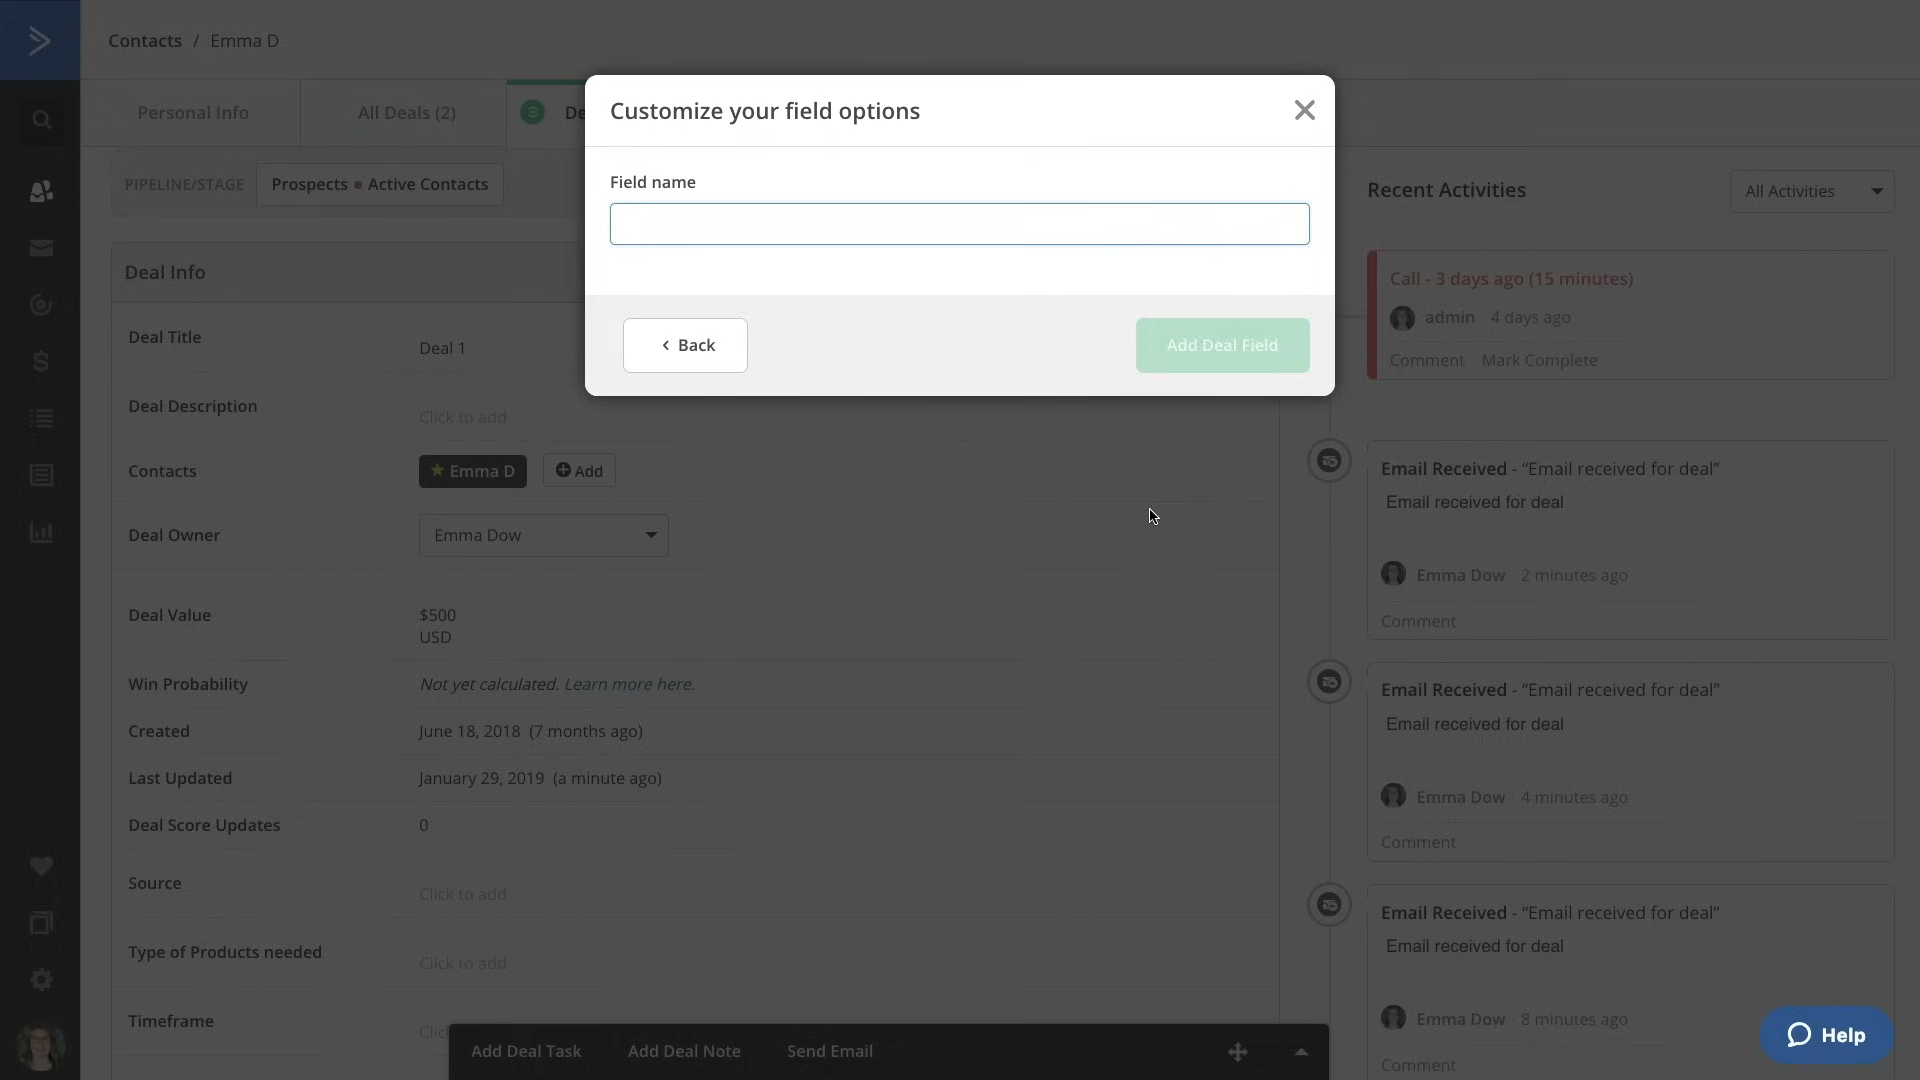 Contacts / Emma D
Personal Info
All Deals (2)
De
Customize your field options
Field name
‹ Back
Add Deal Field
PIPELINE/STAGE
Prospects • Active Contacts
Deal Info
Deal Title
Deal 1
Deal Description
Click to add
Contacts
Emma D
Add
Deal Owner
Emma Dow
Deal Value
$500
USD
Win Probability
Not yet calculated. Learn more here.
Created
June 18, 2018 (7 months ago)
Last Updated
January 29, 2019 (a minute ago)
Deal Score Updates
0
Source
Click to add
Type of Products needed
Click to add
Timeframe
Clic
Add Deal Task
Add Deal Note
Send Email
Recent Activities
All Activities
Call - 3 days ago (15 minutes)
admin 4 days ago
Comment Mark Complete
Email Received - “Email received for deal”
Email received for deal
Emma Dow 2 minutes ago
Comment
Email Received - “Email received for deal”
Email received for deal
Emma Dow 4 minutes ago
Comment
Email Received - “Email received for deal”
Email received for deal
Emma Dow 8 minutes ago
Comment
Help